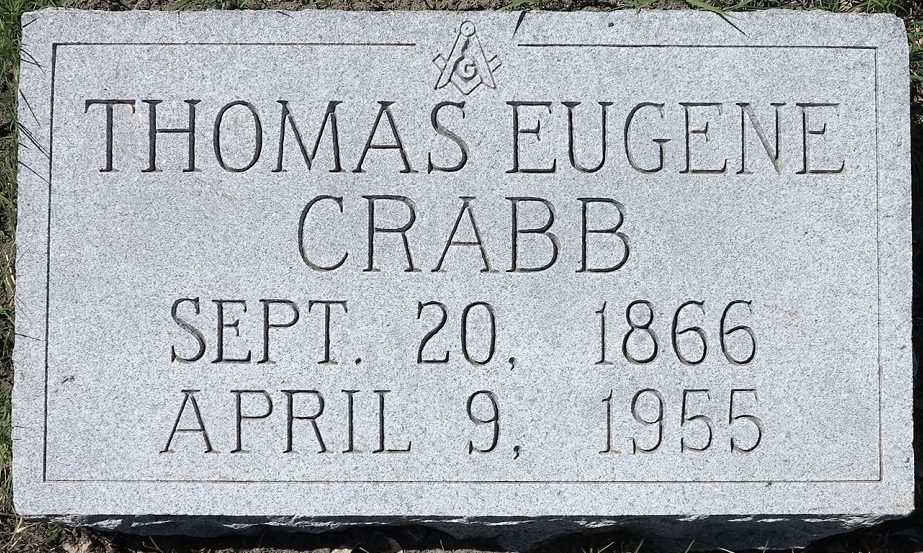 G
THOMAS EUGENE
CRABB
SEPT. 20, 1866
APRIL 9, 1955